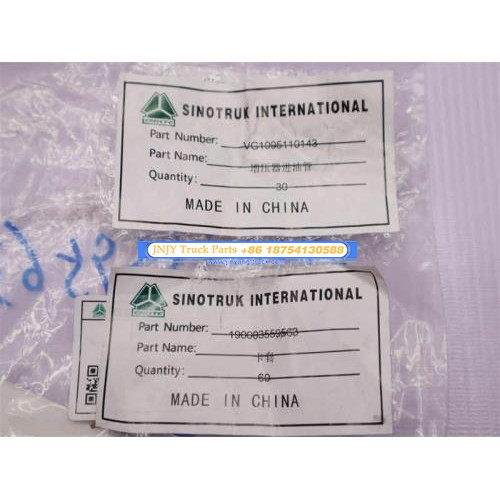 SINOTRUK INTERNATIONAL
Part Number: VG1095110143
Part Name: 增压器进油管
Quantity: 30
MADE IN CHINA
JNJY Truck Parts +86 18754130588
SINOTRUK INTERNATIONAL
Part Number: 190003559563
Part Name: 卡套
Quantity: 60
MADE IN CHINA